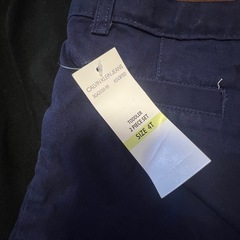 CALVIN KLEIN JEANS
TODDLER
2 PIECE SET
SIZE 4T